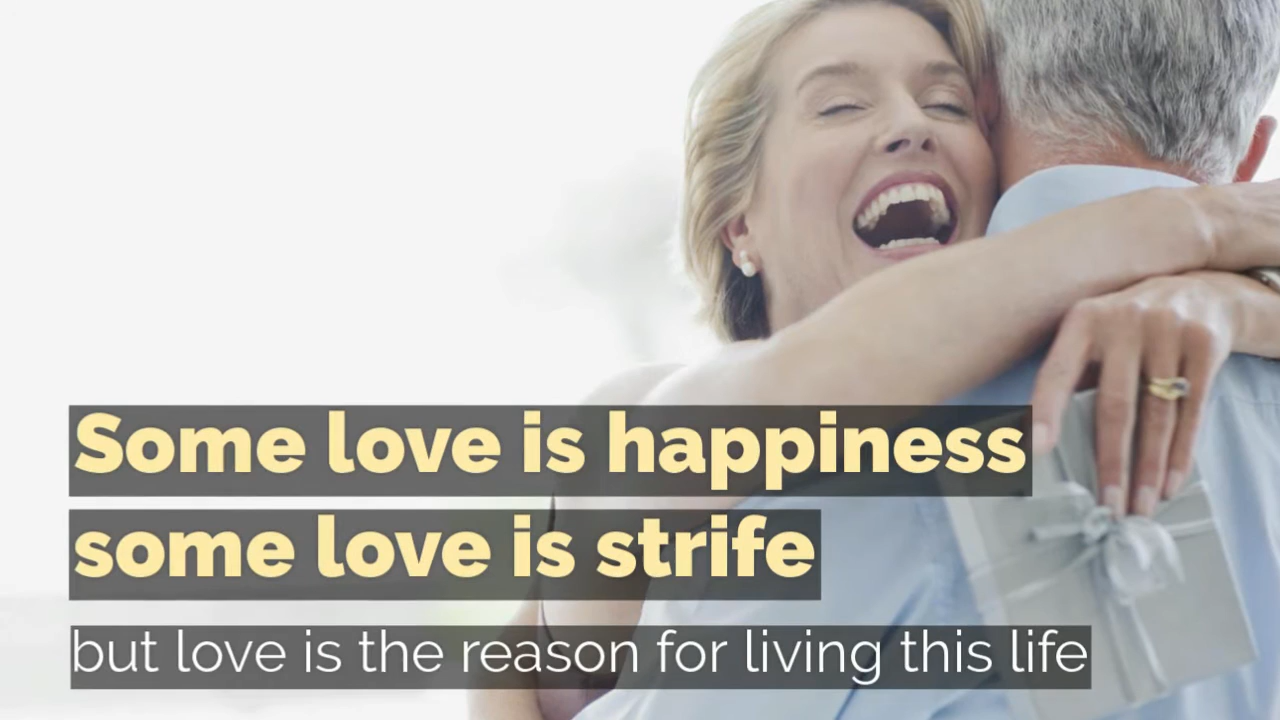 Some love is happiness
some love is strife
but love is the reason for living this life